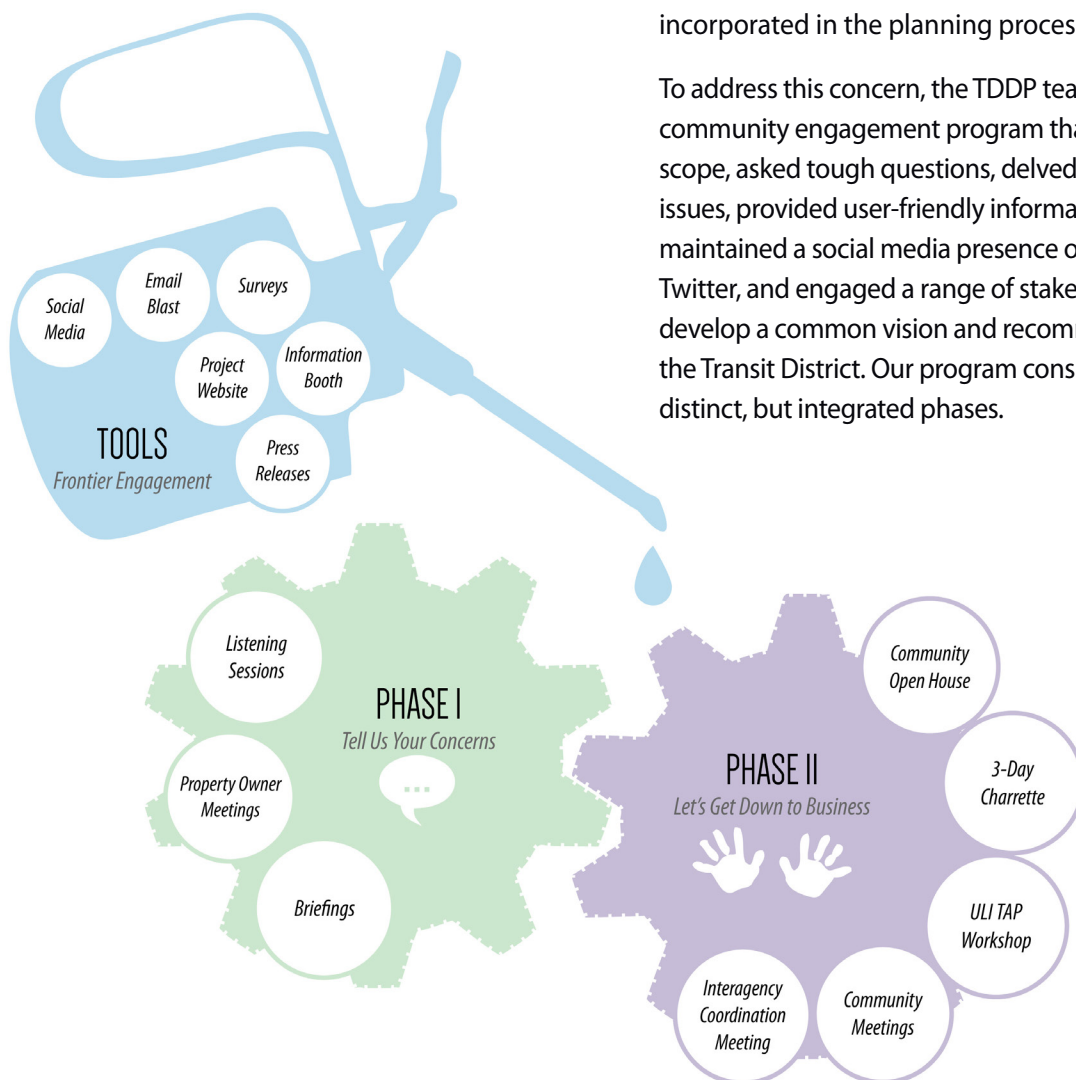 incorporated in the planning proces
To address this concern, the TDDP tea
community engagement program tha
scope, asked tough questions, delved
issues, provided user-friendly informa
maintained a social media presence o
Twitter, and engaged a range of stake
develop a common vision and recomm
the Transit District. Our program cons
distinct, but integrated phases.
Social
Media
Email
Blast
Surveys
Project
Website
Information
Booth
Press
Releases
TOOLS
Frontier Engagement
Listening
Sessions
PHASE I
Tell Us Your Concerns
...
Property Owner
Meetings
Briefings
PHASE II
Let's Get Down to Business
Community
Open House
3-Day
Charrette
ULI TAP
Workshop
Community
Meetings
Interagency
Coordination
Meeting